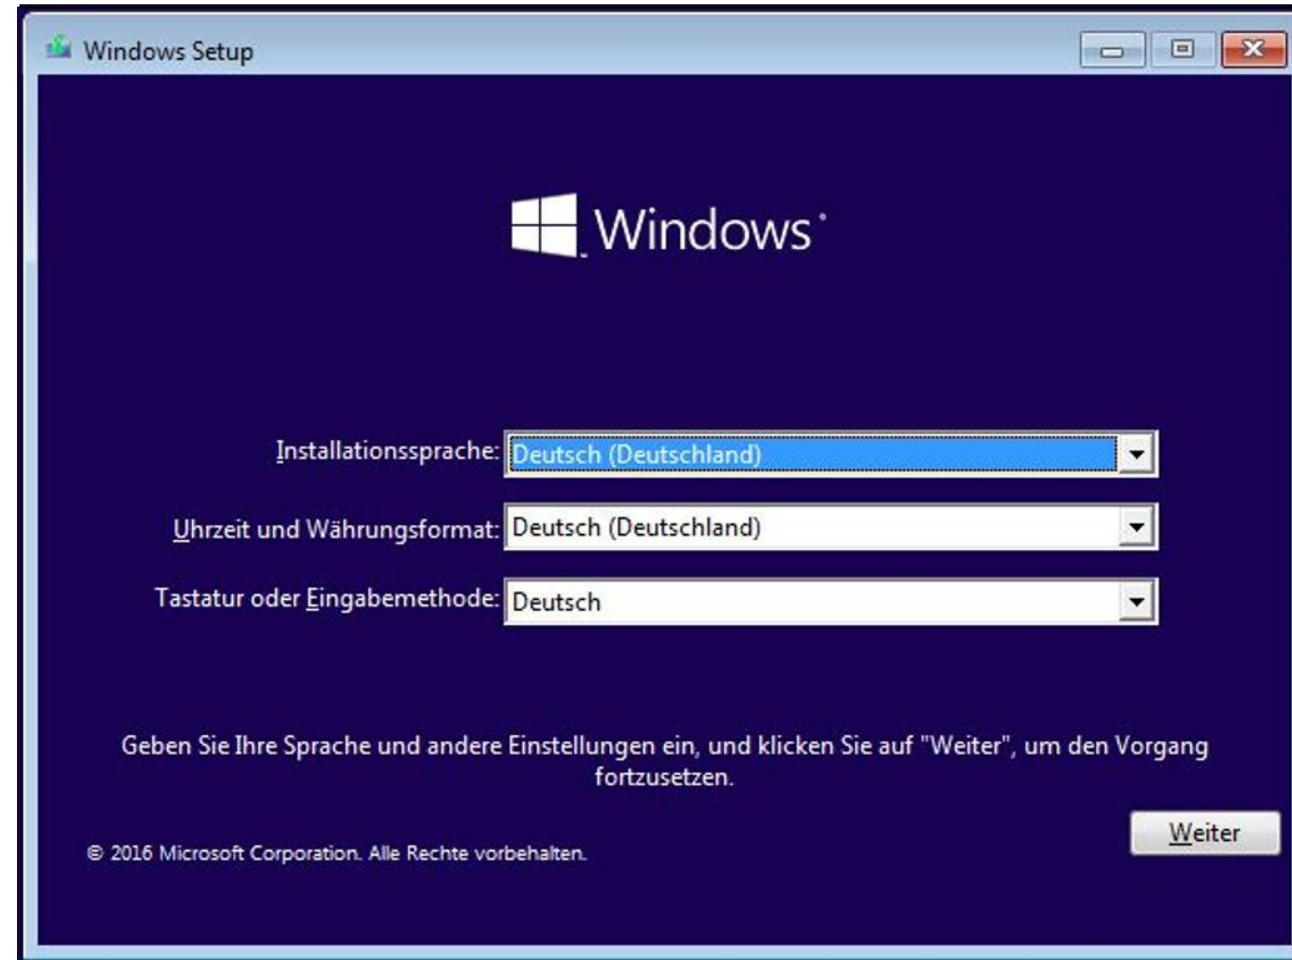 Windows Setup
Windows
Installationssprache: Deutsch (Deutschland)
Uhrzeit und Währungsformat: Deutsch (Deutschland)
Tastatur oder Eingabemethode: Deutsch
Geben Sie Ihre Sprache und andere Einstellungen ein, und klicken Sie auf "Weiter", um den Vorgang
fortzusetzen.
Weiter
© 2016 Microsoft Corporation. Alle Rechte vorbehalten.